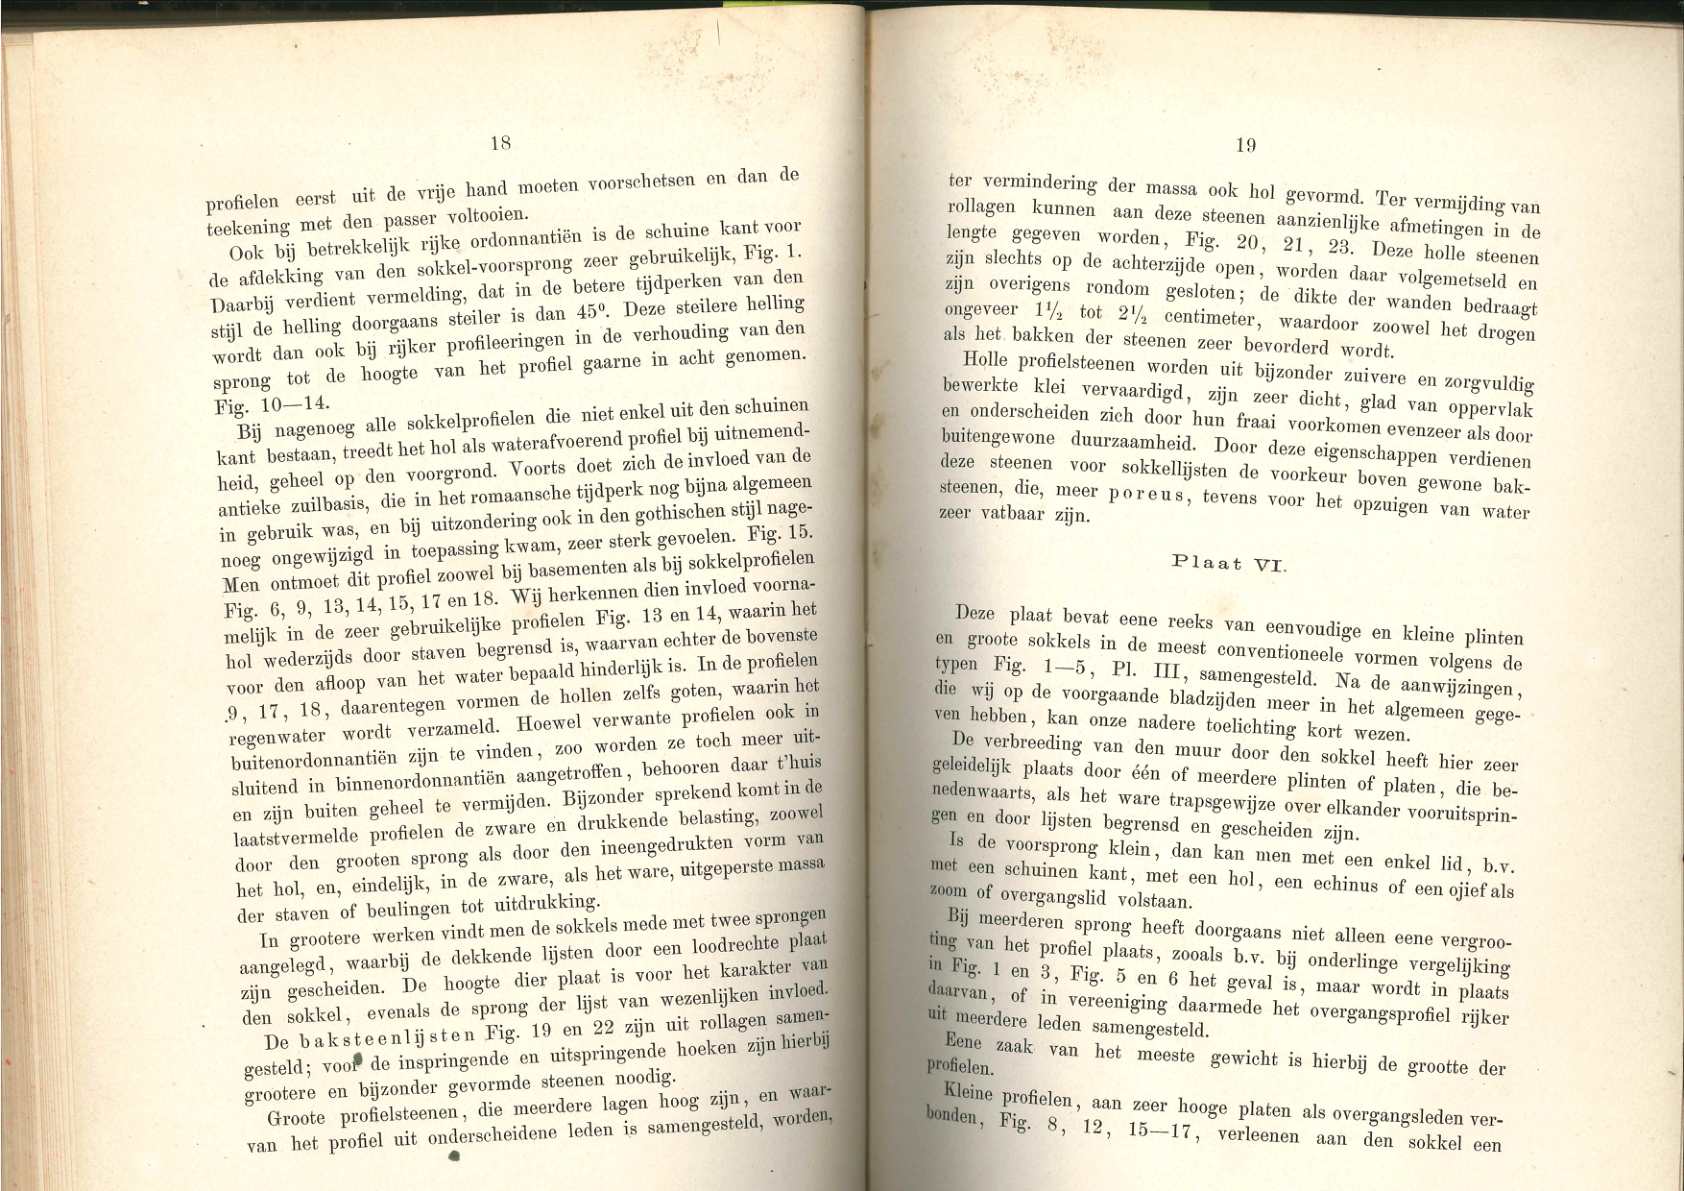 18
profielen eerst uit de vrije hand moeten voorschetsen en dan de
teekening met den passer voltooien.
Ook bij betrekkelijk rijke ordonnantiën is de schuine kant voor
de afdekking van den sokkel-voorsprong zeer gebruikelijk, Fig. 1.
Daarbij verdient vermelding, dat in de betere tijdperken van den
stijl de helling doorgaans steiler is dan 45⁰. Deze steilere helling
wordt dan ook bij rijker profileeringen in de verhouding van den
sprong tot de hoogte van het profiel gaarne in acht genomen.
Fig. 10—14.
Bij nagenoeg alle sokkelprofielen die niet enkel uit den schuinen
kant bestaan, treedt het hol als waterafvoerend profiel bij uitnemend-
heid, geheel op den voorgrond. Voorts doet zich de invloed van de
antieke zuilbasis, die in het romaansche tijdperk nog bijna algemeen
in gebruik was, en bij uitzondering ook in den gothischen stijl nage-
noeg ongewijzigd in toepassing kwam, zeer sterk gevoelen. Fig. 15.
Men ontmoet dit profiel zoowel bij basementen als bij sokkelprofielen
Fig. 6, 9, 13, 14, 15, 17 en 18. Wij herkennen dien invloed voorna-
melijk in de zeer gebruikelijke profielen Fig. 13 en 14, waarin het
hol wederzijds door staven begrensd is, waarvan echter de bovenste
voor den afloop van het water bepaald hinderlijk is. In de profielen
9, 17, 18, daarentegen vormen de hollen zelfs goten, waarin het
regenwater wordt verzameld. Hoewel verwante profielen ook in
buitenordonnantiën zijn te vinden, zoo worden ze toch meer uit-
sluitend in binnenordonnantiën aangetroffen, behooren daar t'huis
en zijn buiten geheel te vermijden. Bijzonder sprekend komt in de
laatstvermelde profielen de zware en drukkende belasting, zoowel
door den grooten sprong als door den ineengedrukten vorm van
het hol, en, eindelijk, in de zware, als het ware, uitgeperste massa
der staven of beulingen tot uitdrukking.
In grootere werken vindt men de sokkels mede met twee sprongen
aangelegd, waarbij de dekkende lijsten door een loodrechte plaat
zijn gescheiden. De hoogte dier plaat is voor het karakter van
den sokkel, evenals de sprong der lijst van wezenlijken invloed.
De baksteenlijsten Fig. 19 en 22 zijn uit rollagen samen-
gesteld; voor de inspringende en uitspringende hoeken zijn hierbij
grootere en bijzonder gevormde steenen noodig.
Groote profielsteenen, die meerdere lagen hoog zijn, en waar-
van het profiel uit onderscheidene leden is samengesteld, worden,
19
ter vermindering der massa ook hol gevormd. Ter vermijding van
rollagen kunnen aan deze steenen aanzienlijke afmetingen in de
lengte gegeven worden, Fig. 20, 21, 23. Deze holle steenen
zijn slechts op de achterzijde open, worden daar volgemetseld en
zijn overigens rondom gesloten; de dikte der wanden bedraagt
ongeveer 1½ tot 2½ centimeter, waardoor zoowel het drogen
als het bakken der steenen zeer bevorderd wordt.
Holle profielsteenen worden uit bijzonder zuivere en zorgvuldig
bewerkte klei vervaardigd, zijn zeer dicht, glad van oppervlak
en onderscheiden zich door hun fraai voorkomen evenzeer als door
buitengewone duurzaamheid. Door deze eigenschappen verdienen
deze steenen voor sokkellijsten de voorkeur boven gewone bak-
steenen, die, meer poreus, tevens voor het opzuigen van water
zeer vatbaar zijn.
Plaat VI.
Deze plaat bevat eene reeks van eenvoudige en kleine plinten
en groote sokkels in de meest conventioneele vormen volgens de
typen Fig. 1—5, Pl. III, samengesteld. Na de aanwijzingen,
die wij op de voorgaande bladzijden meer in het algemeen gege-
ven hebben, kan onze nadere toelichting kort wezen.
De verbreeding van den muur door den sokkel heeft hier zeer
geleidelijk plaats door één of meerdere plinten of platen, die be-
nedenwaarts, als het ware trapsgewijze over elkander vooruitsprin-
gen en door lijsten begrensd en gescheiden zijn.
Is de voorsprong klein, dan kan men met een enkel lid, b.v.
met een schuinen kant, met een hol, een echinus of een ojief als
zoom of overgangslid volstaan.
Bij meerderen sprong heeft doorgaans niet alleen eene vergroo-
ting van het profiel plaats, zooals b.v. bij onderlinge vergelijking
in Fig. 1 en 3, Fig. 5 en 6 het geval is, maar wordt in plaats
daarvan, of in vereeniging daarmede het overgangsprofiel rijker
uit meerdere leden samengesteld.
Eene zaak van het meeste gewicht is hierbij de grootte der
profielen.
Kleine profielen, aan zeer hooge platen als overgangsleden ver-
bonden, Fig. 8, 12, 15—17, verleenen aan den sokkel een